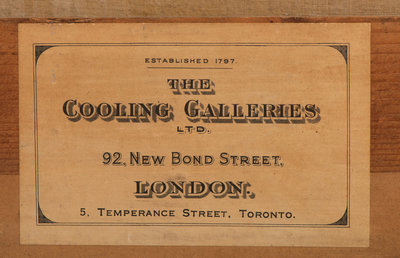 ESTABLISHED 1797.
THE
COOLING GALLERIES
LTD.
92, NEW BOND STREET,
LONDON.
5, TEMPERANCE STREET, TORONTO.